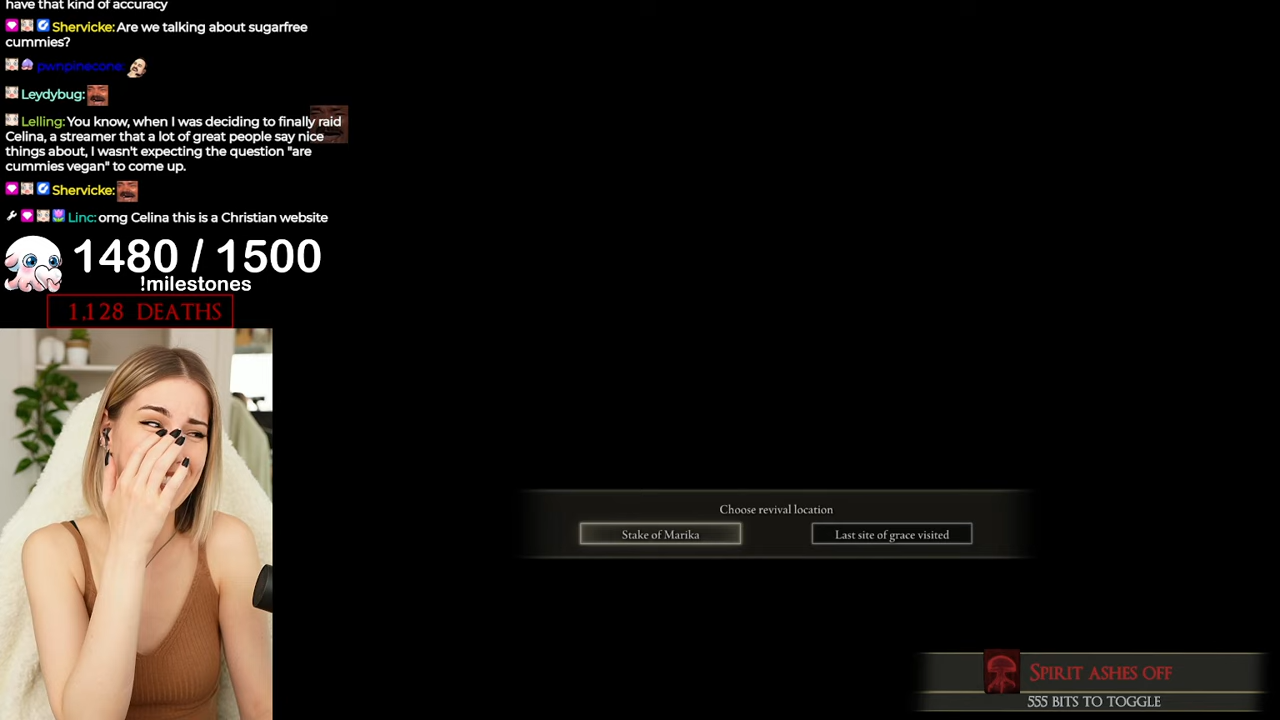 have that kind of accuracy
Shervicke: Are we talking about sugarfree
cummies?
pwnpinecone:
Leydybug:
Lelling: You know, when I was deciding to finally raid
Celina, a streamer that a lot of great people say nice
things about, I wasn't expecting the question "are
cummies vegan" to come up.
Shervicke:
Linc: omg Celina this is a Christian website
1480 / 1500
!milestones
1,128 DEATHS
Choose revival location
Stake of Marika
Last site of grace visited
SPIRIT ASHES OFF
555 BITS TO TOGGLE